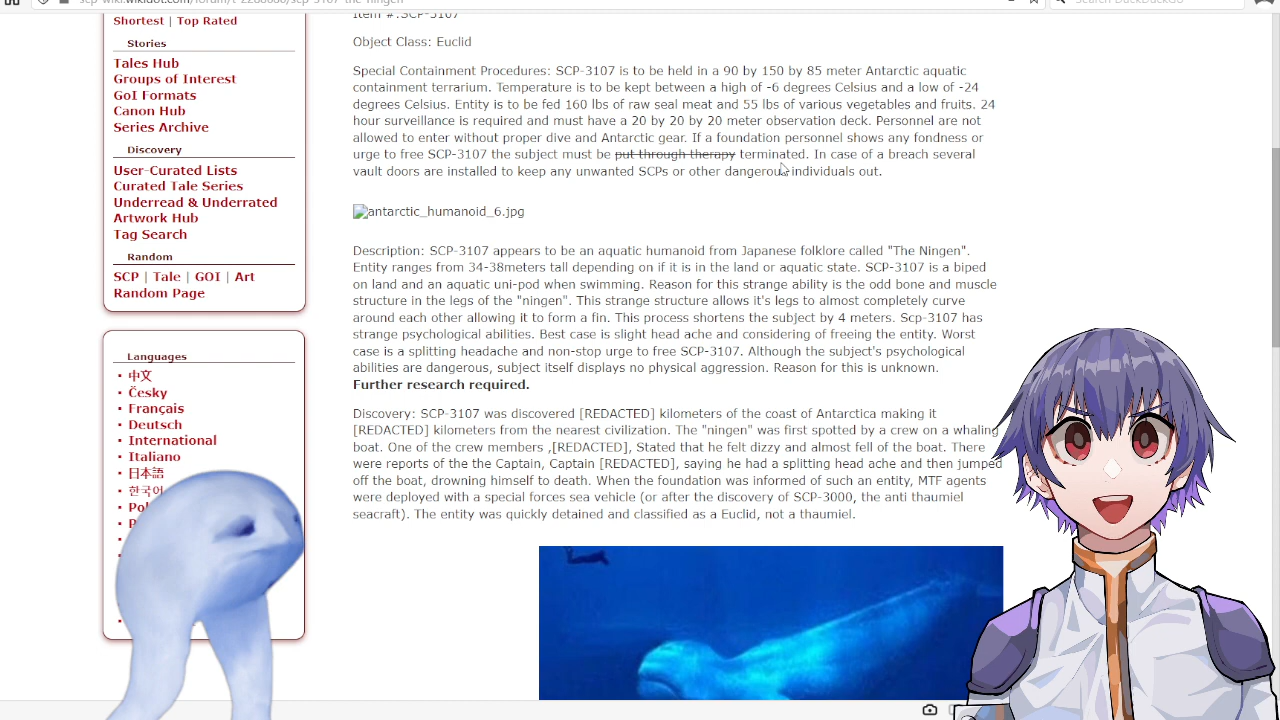 scp-wiki.wikidot.com/forum/t-2288686/scp-3107-the-ningen
Search DuckDuckGo
Shortest | Top Rated
Stories
Tales Hub
Groups of Interest
GoI Formats
Canon Hub
Series Archive
Discovery
User-Curated Lists
Curated Tale Series
Underread & Underrated
Artwork Hub
Tag Search
Random
SCP | Tale | GOI | Art
Random Page
Languages
中文
Česky
Français
Deutsch
International
Italiano
日本語
한국어
Item #:SCP-3107
Object Class: Euclid
Special Containment Procedures: SCP-3107 is to be held in a 90 by 150 by 85 meter Antarctic aquatic
containment terrarium. Temperature is to be kept between a high of -6 degrees Celsius and a low of -24
degrees Celsius. Entity is to be fed 160 lbs of raw seal meat and 55 lbs of various vegetables and fruits. 24
hour surveillance is required and must have a 20 by 20 by 20 meter observation deck. Personnel are not
allowed to enter without proper dive and Antarctic gear. If a foundation personnel shows any fondness or
urge to free SCP-3107 the subject must be put through therapy terminated. In case of a breach several
vault doors are installed to keep any unwanted SCPs or other dangerous individuals out.
antarctic_humanoid_6.jpg
Description: SCP-3107 appears to be an aquatic humanoid from Japanese folklore called "The Ningen".
Entity ranges from 34-38meters tall depending on if it is in the land or aquatic state. SCP-3107 is a biped
on land and an aquatic uni-pod when swimming. Reason for this strange ability is the odd bone and muscle
structure in the legs of the "ningen". This strange structure allows it's legs to almost completely curve
around each other allowing it to form a fin. This process shortens the subject by 4 meters. Scp-3107 has
strange psychological abilities. Best case is slight head ache and considering of freeing the entity. Worst
case is a splitting headache and non-stop urge to free SCP-3107. Although the subject's psychological
abilities are dangerous, subject itself displays no physical aggression. Reason for this is unknown.
Further research required.
Discovery: SCP-3107 was discovered [REDACTED] kilometers of the coast of Antarctica making it
[REDACTED] kilometers from the nearest civilization. The "ningen" was first spotted by a crew on a whaling
boat. One of the crew members ,[REDACTED], Stated that he felt dizzy and almost fell of the boat. There
were reports of the the Captain, Captain [REDACTED], saying he had a splitting head ache and then jumped
off the boat, drowning himself to death. When the foundation was informed of such an entity, MTF agents
were deployed with a special forces sea vehicle (or after the discovery of SCP-3000, the anti thaumiel
seacraft). The entity was quickly detained and classified as a Euclid, not a thaumiel.